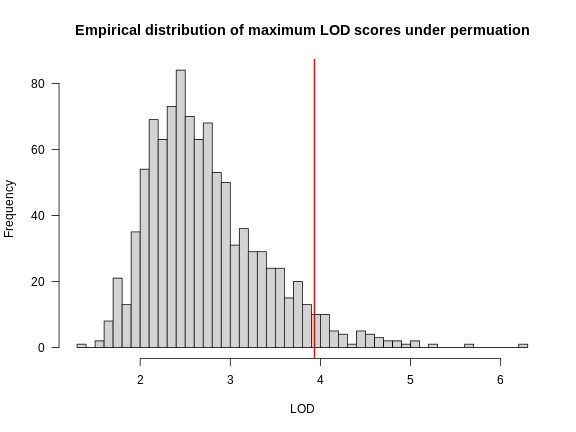 Empirical distribution of maximum LOD scores under permuation
Frequency
80
60
40
20
0
2 3 4 5 6
LOD